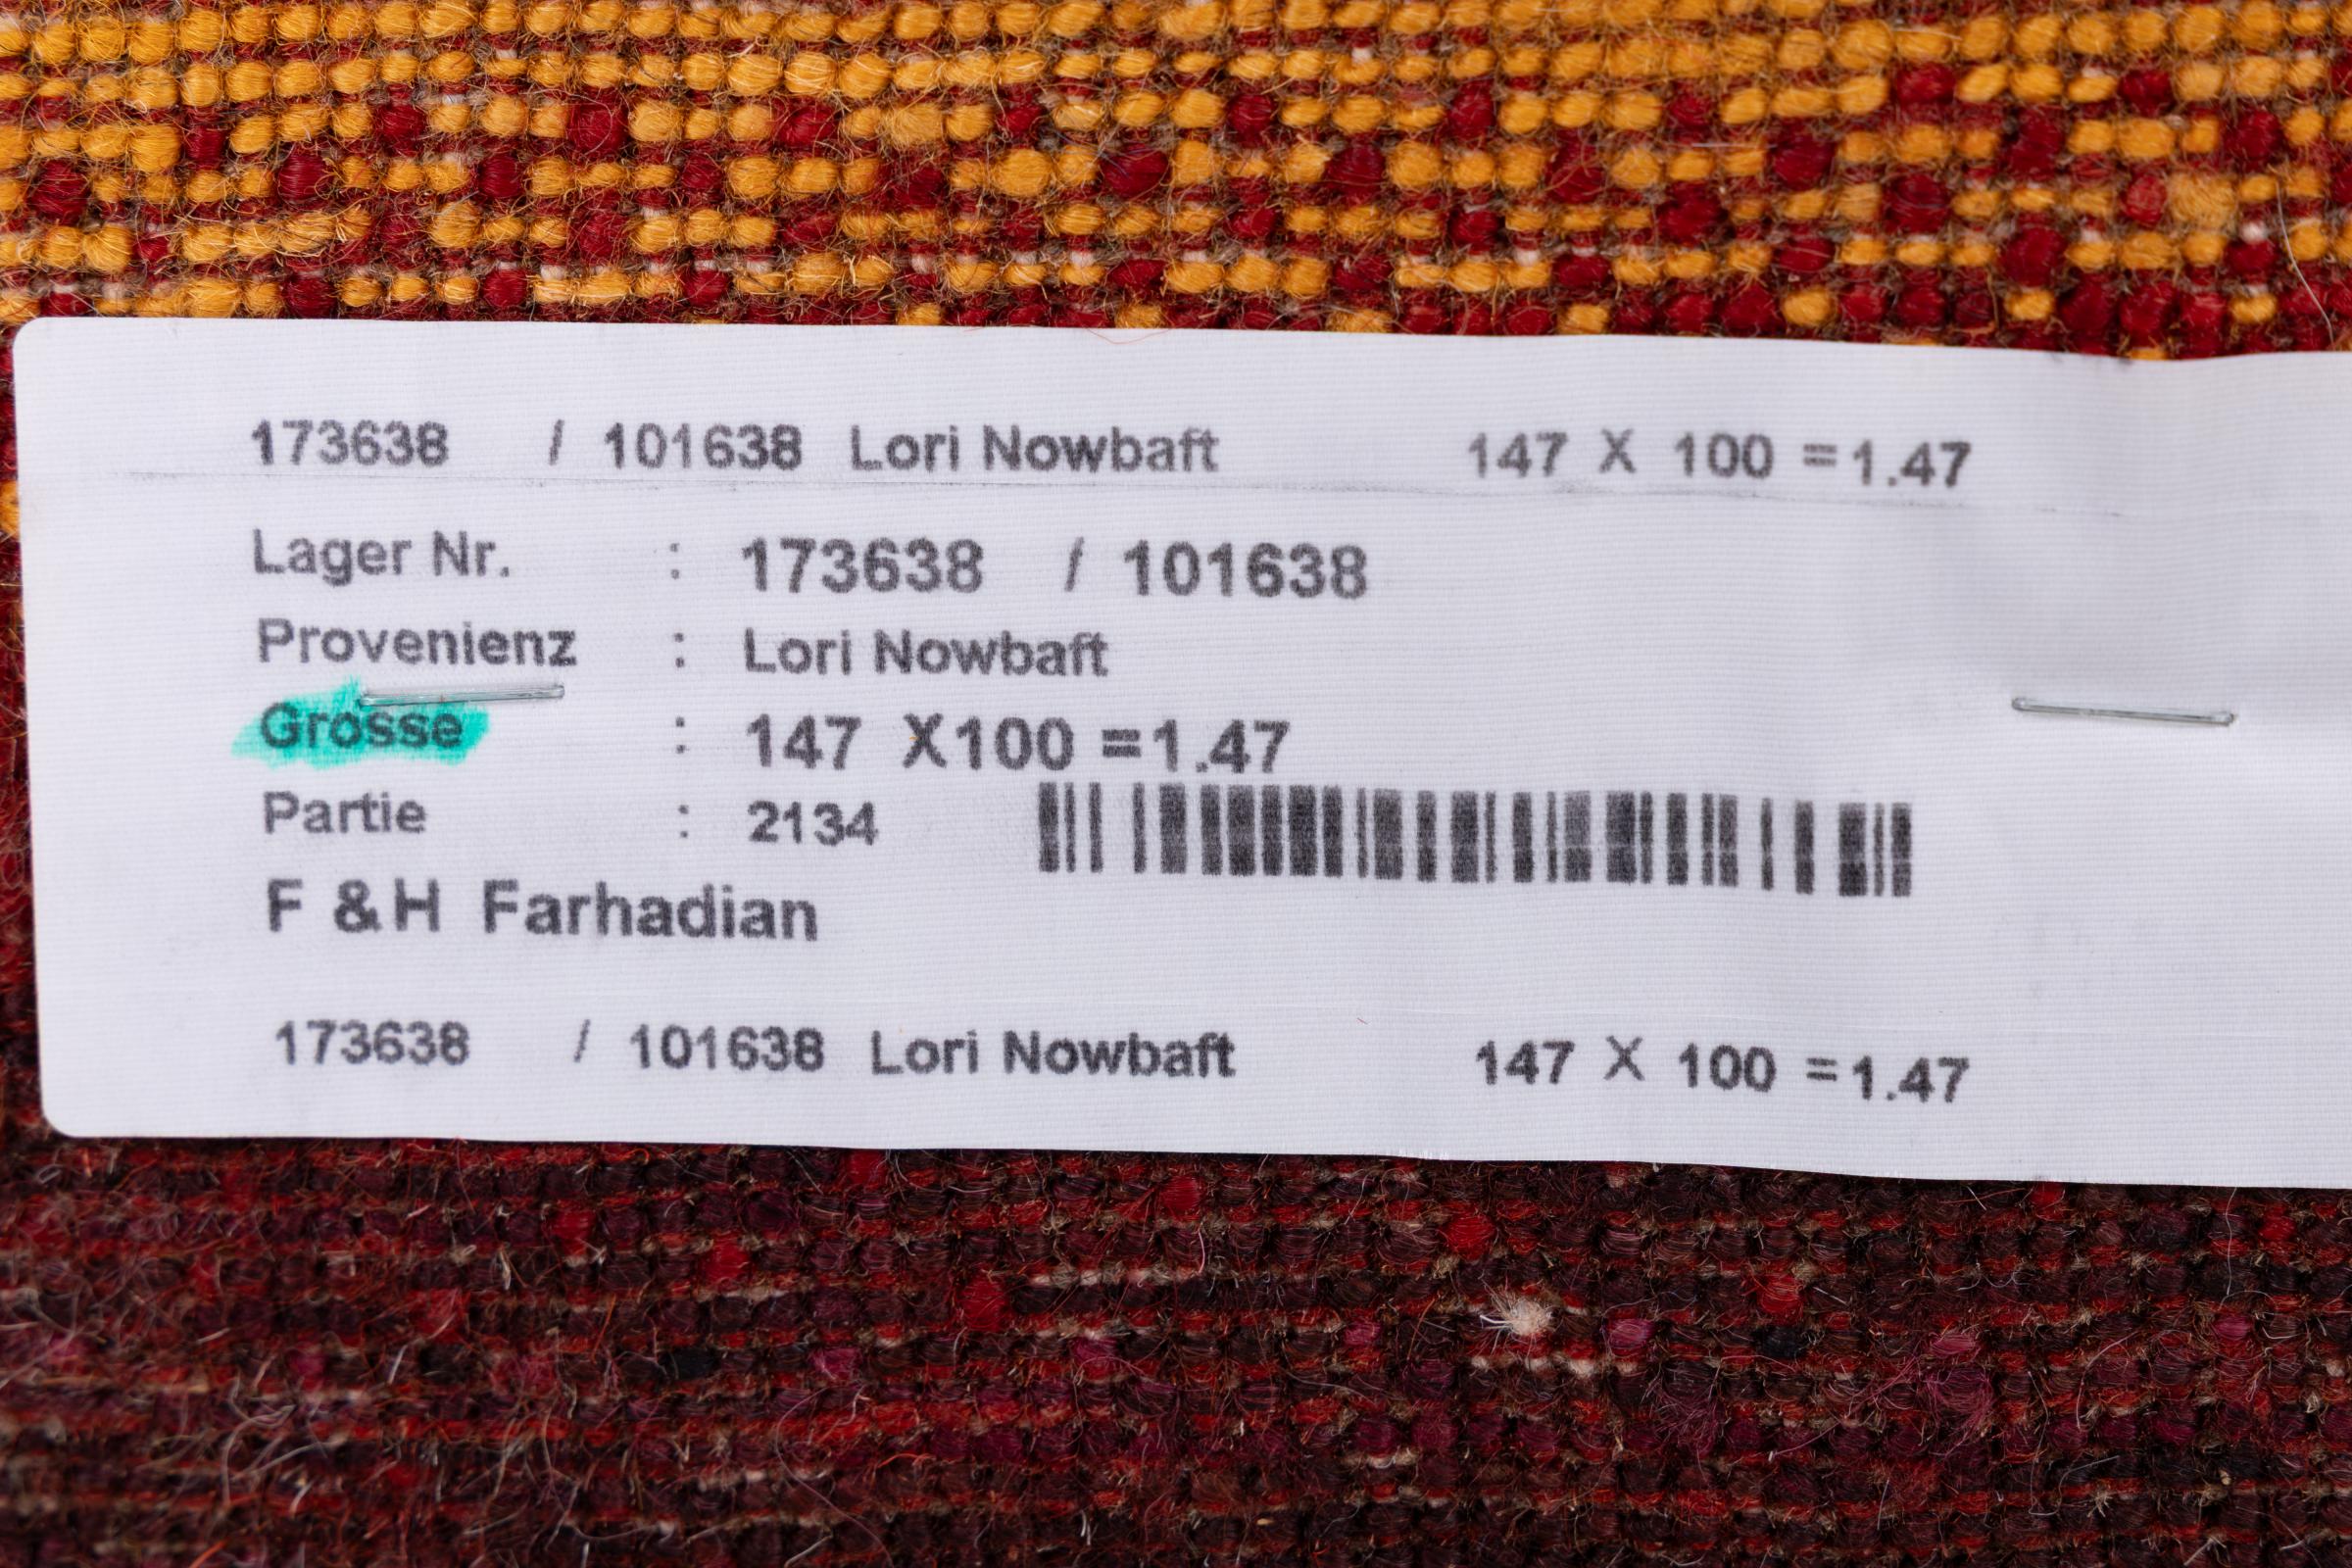 173638 / 101638 Lori Nowbaft 147 X 100 =1.47
Lager Nr. : 173638 / 101638
Provenienz : Lori Nowbaft
Grosse : 147 X100 =1.47
Partie : 2134
F &H Farhadian
173638 / 101638 Lori Nowbaft 147 X 100 =1.47